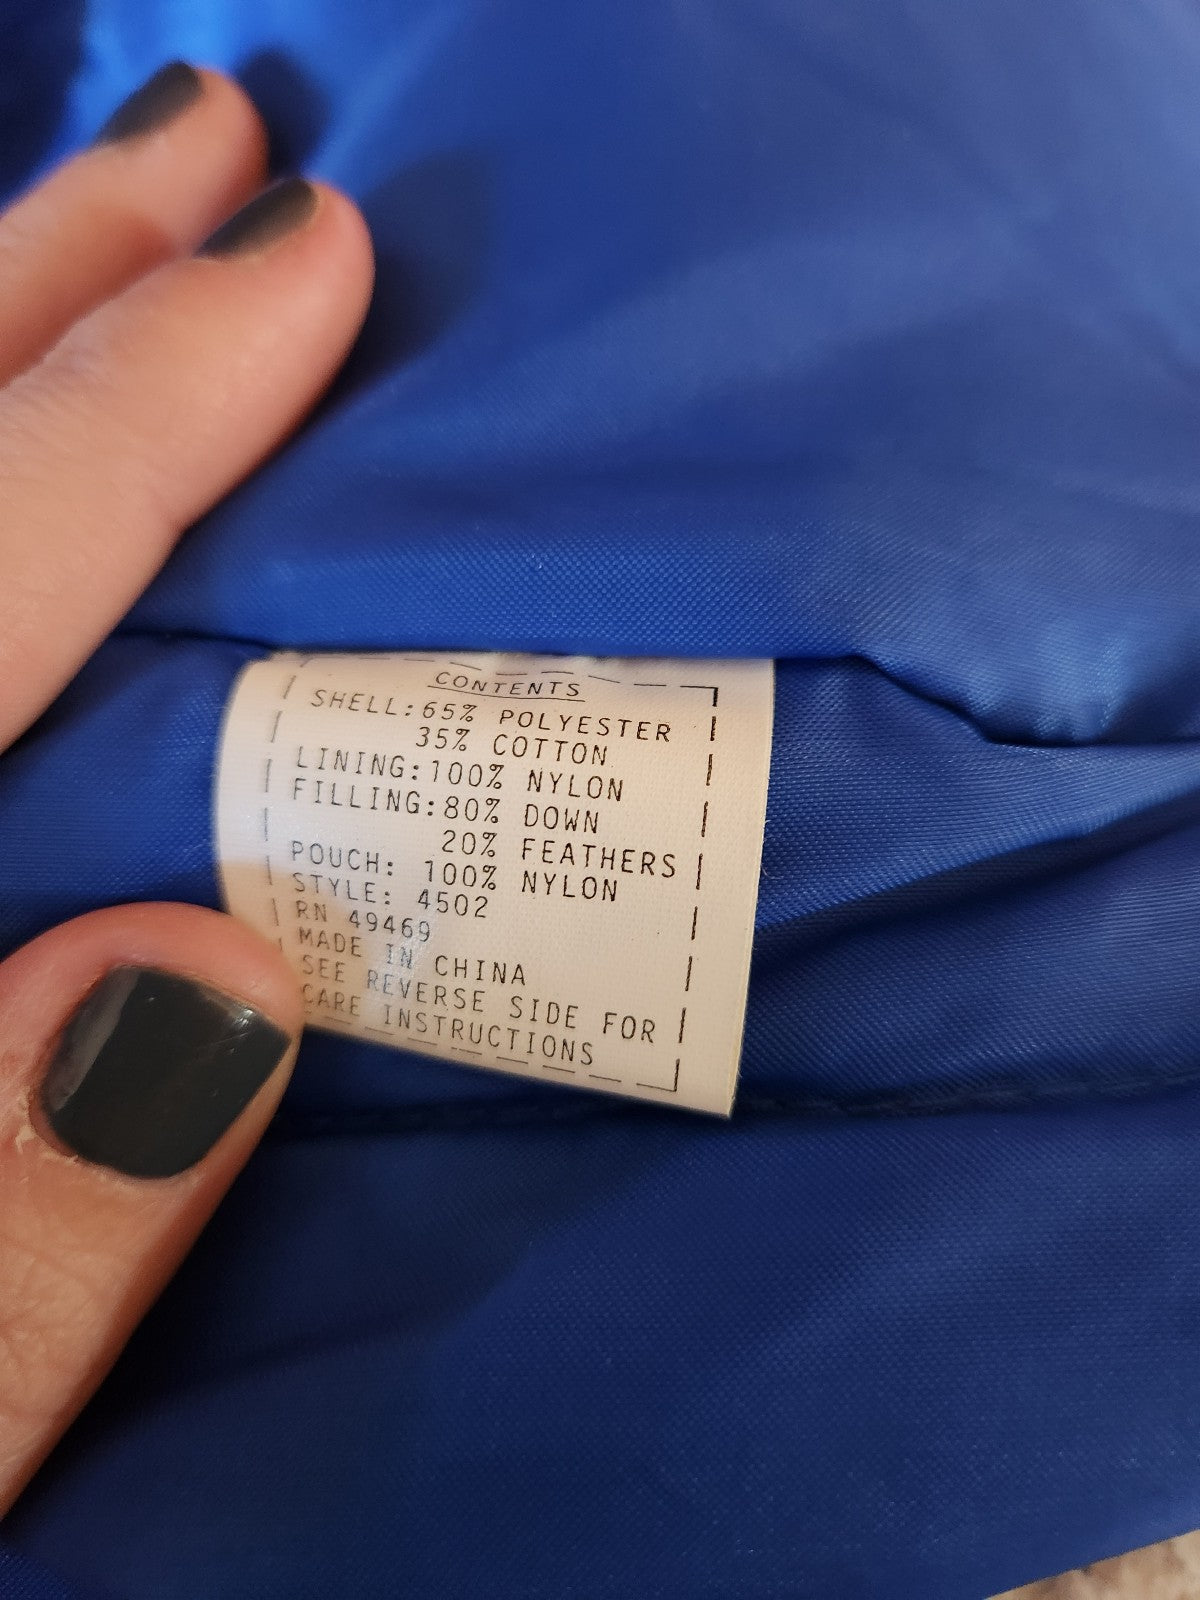 CONTENTS
SHELL:65% POLYESTER
35% COTTON
LINING:100% NYLON
FILLING:80% DOWN
20% FEATHERS
POUCH: 100% NYLON
STYLE: 4502
RN 49469
MADE IN CHINA
SEE REVERSE SIDE FOR
CARE INSTRUCTIONS